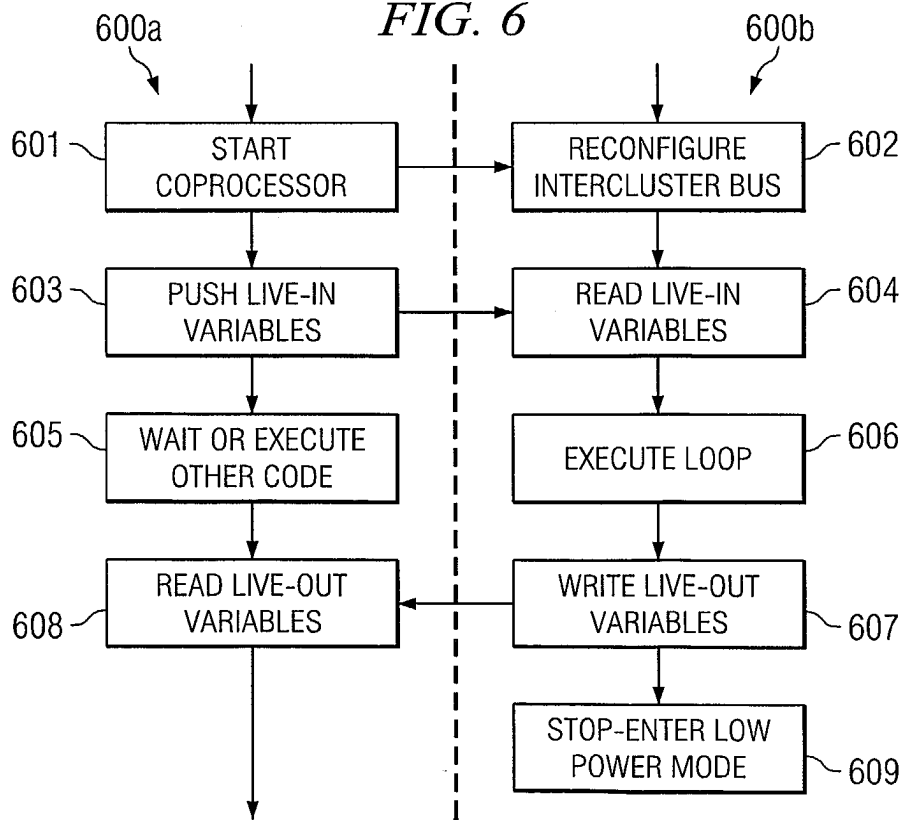 FIG. 6
600a
600b
601
START
COPROCESSOR
RECONFIGURE
INTERCLUSTER BUS
602
603
PUSH LIVE-IN
VARIABLES
READ LIVE-IN
VARIABLES
604
605
WAIT OR EXECUTE
OTHER CODE
EXECUTE LOOP
606
608
READ LIVE-OUT
VARIABLES
WRITE LIVE-OUT
VARIABLES
607
STOP-ENTER LOW
POWER MODE
609